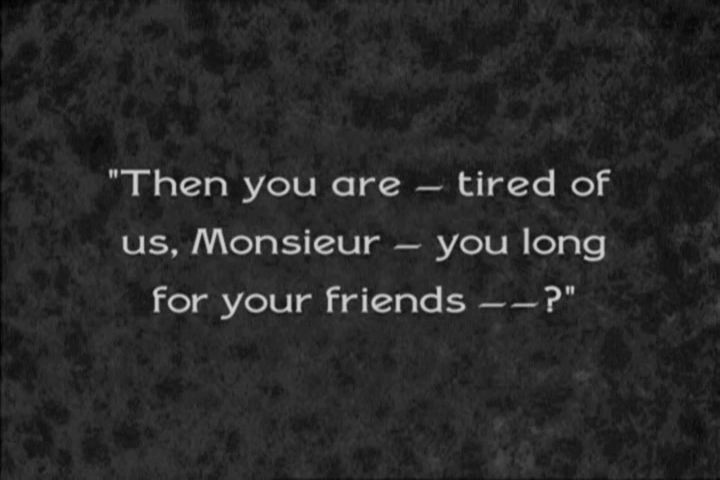 "Then you are – tired of
us, Monsieur – you long
for your friends ––?"